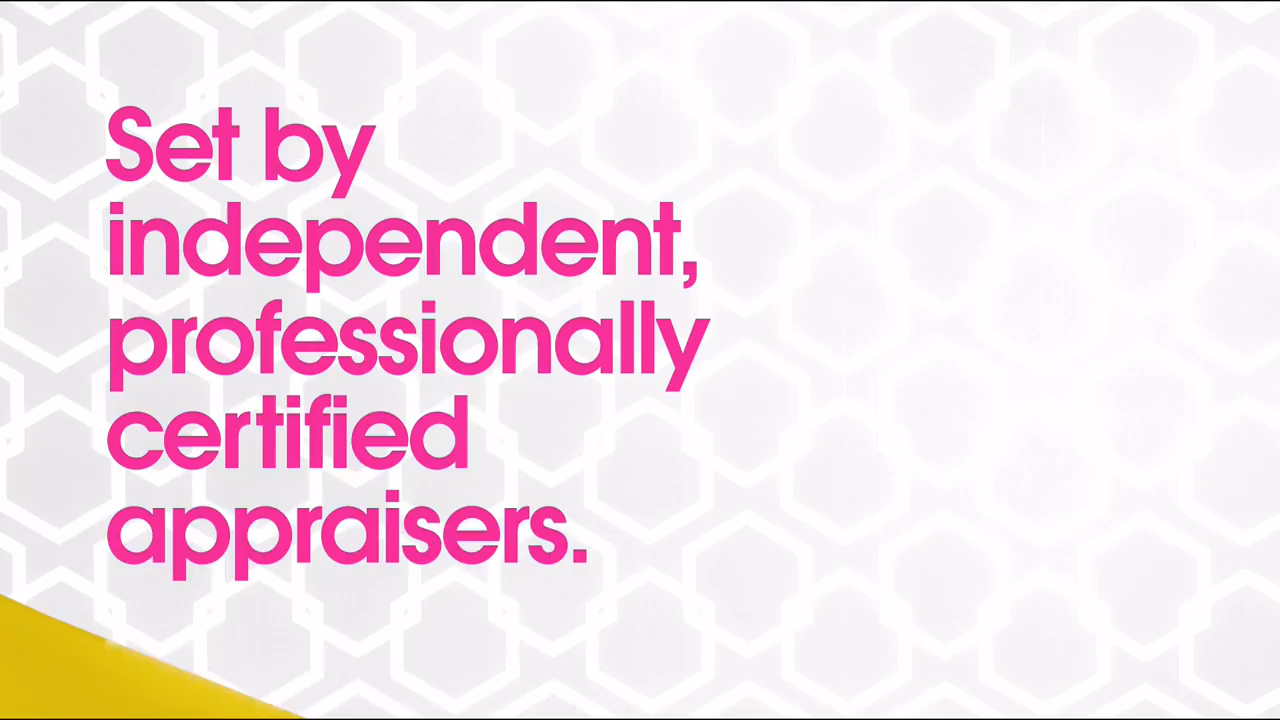 Set by
independent,
professionally
certified
appraisers.